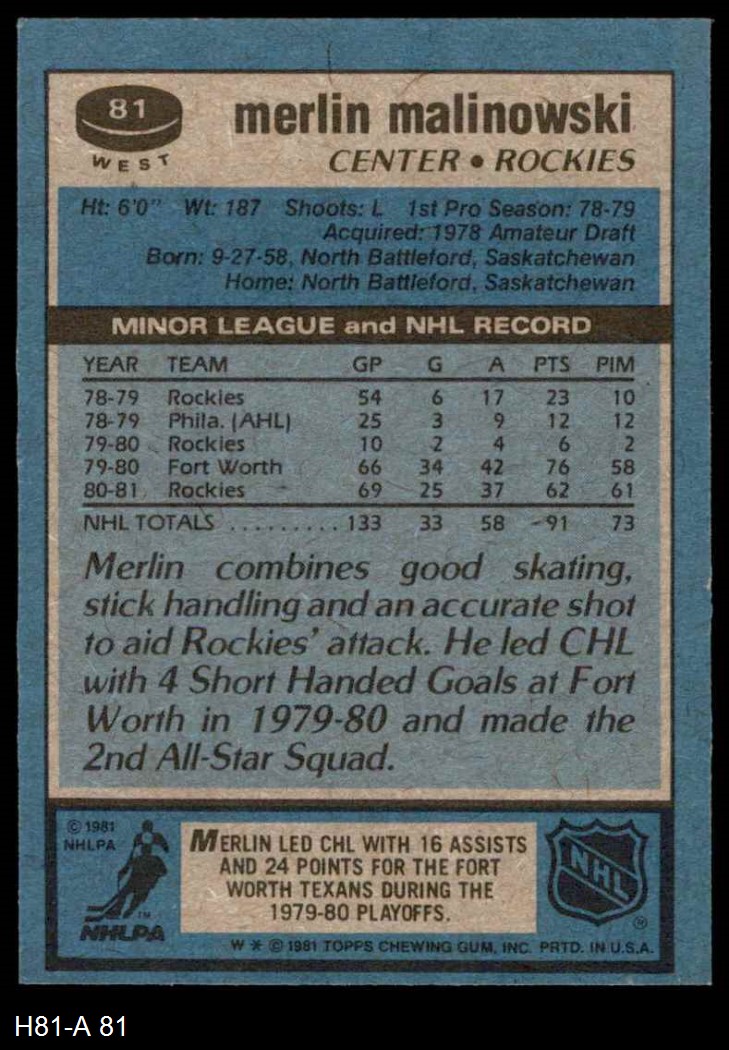 81
WEST
merlin malinowski
CENTER • ROCKIES
Ht: 6'0" Wt: 187 Shoots: L 1st Pro Season: 78-79
Acquired: 1978 Amateur Draft
Born: 9-27-58, North Battleford, Saskatchewan
Home: North Battleford, Saskatchewan
MINOR LEAGUE and NHL RECORD
YEAR TEAM GP G A PTS PIM
78-79 Rockies 54 6 17 23 10
78-79 Phila. (AHL) 25 3 9 12 12
79-80 Rockies 10 2 4 6 2
79-80 Fort Worth 66 34 42 76 58
80-81 Rockies 69 25 37 62 61
NHL TOTALS ......... 133 33 58 91 73
Merlin combines good skating,
stick handling and an accurate shot
to aid Rockies' attack. He led CHL
with 4 Short Handed Goals at Fort
Worth in 1979-80 and made the
2nd All-Star Squad.
© 1981
NHLPA
TM
NHLPA
MERLIN LED CHL WITH 16 ASSISTS
AND 24 POINTS FOR THE FORT
WORTH TEXANS DURING THE
1979-80 PLAYOFFS.
NHL
®
W * © 1981 TOPPS CHEWING GUM, INC. PRTD. IN U.S.A.
H81-A 81